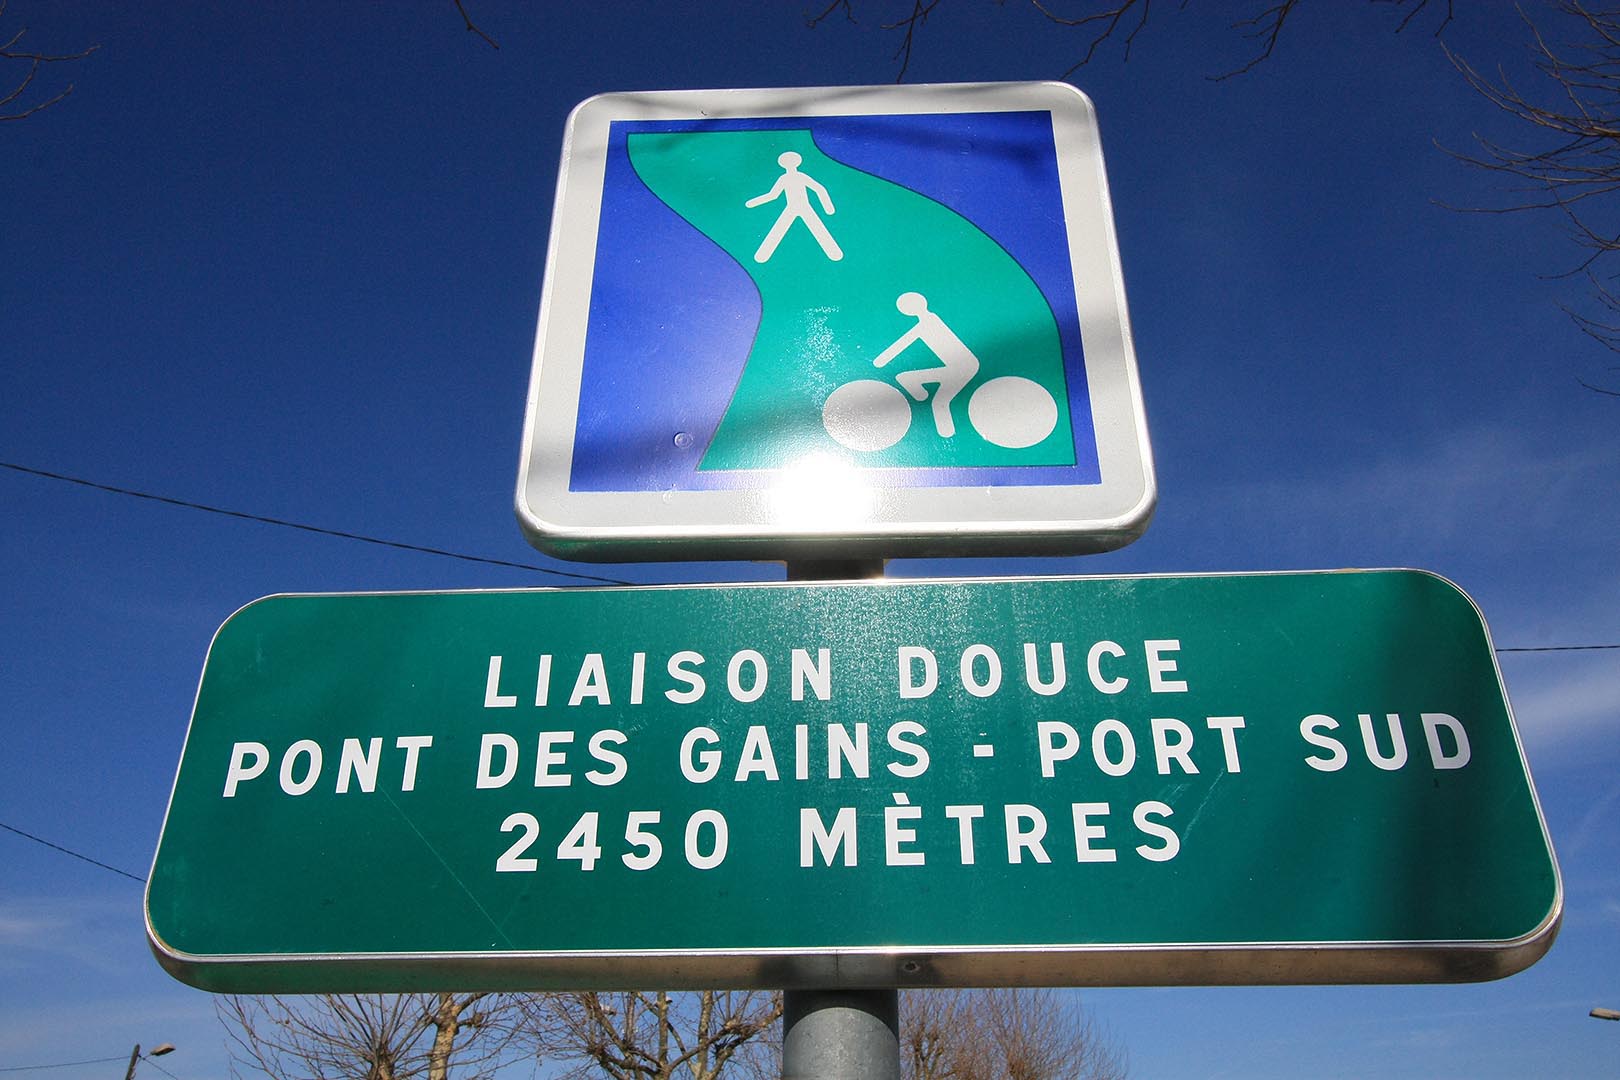 LIAISON DOUCE
PONT DES GAINS - PORT SUD
2450 MÈTRES